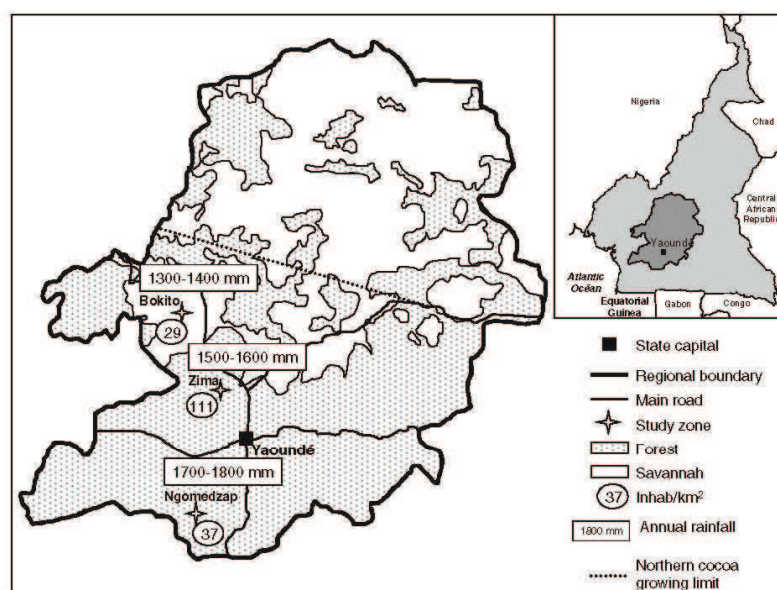 1300-1400 mm
Bokito
29
1500-1600 mm
Zima
111
Yaoundé
1700-1800 mm
Ngomedzap
37
Nigeria
Chad
Central
African
Republic
Yaoundé
Atlantic
Océan
Equatorial
Guinea
Gabon
Congo
State capital
Regional boundary
Main road
Study zone
Forest
Savannah
37 Inhab/km²
1800 mm Annual rainfall
Northern cocoa
growing limit